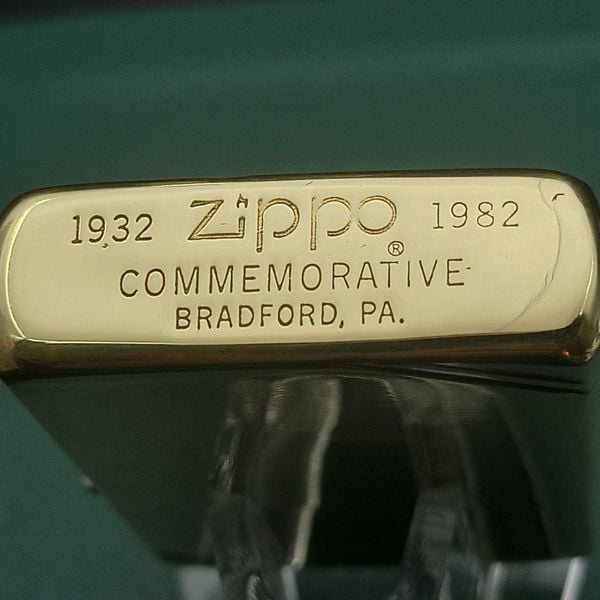 1932 Zippo® 1982
COMMEMORATIVE
BRADFORD, PA.